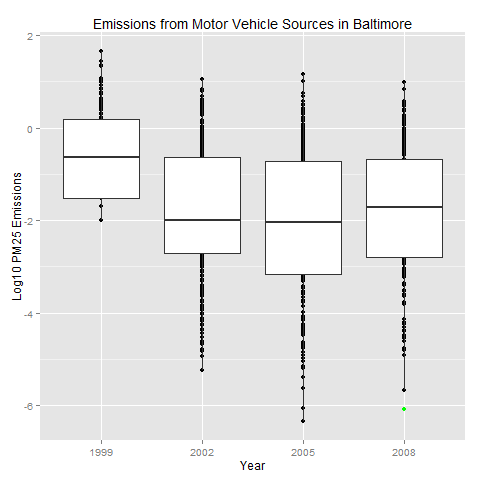 Emissions from Motor Vehicle Sources in Baltimore
2
0
-2
-4
-6
Log10 PM25 Emissions
1999 2002 2005 2008
Year